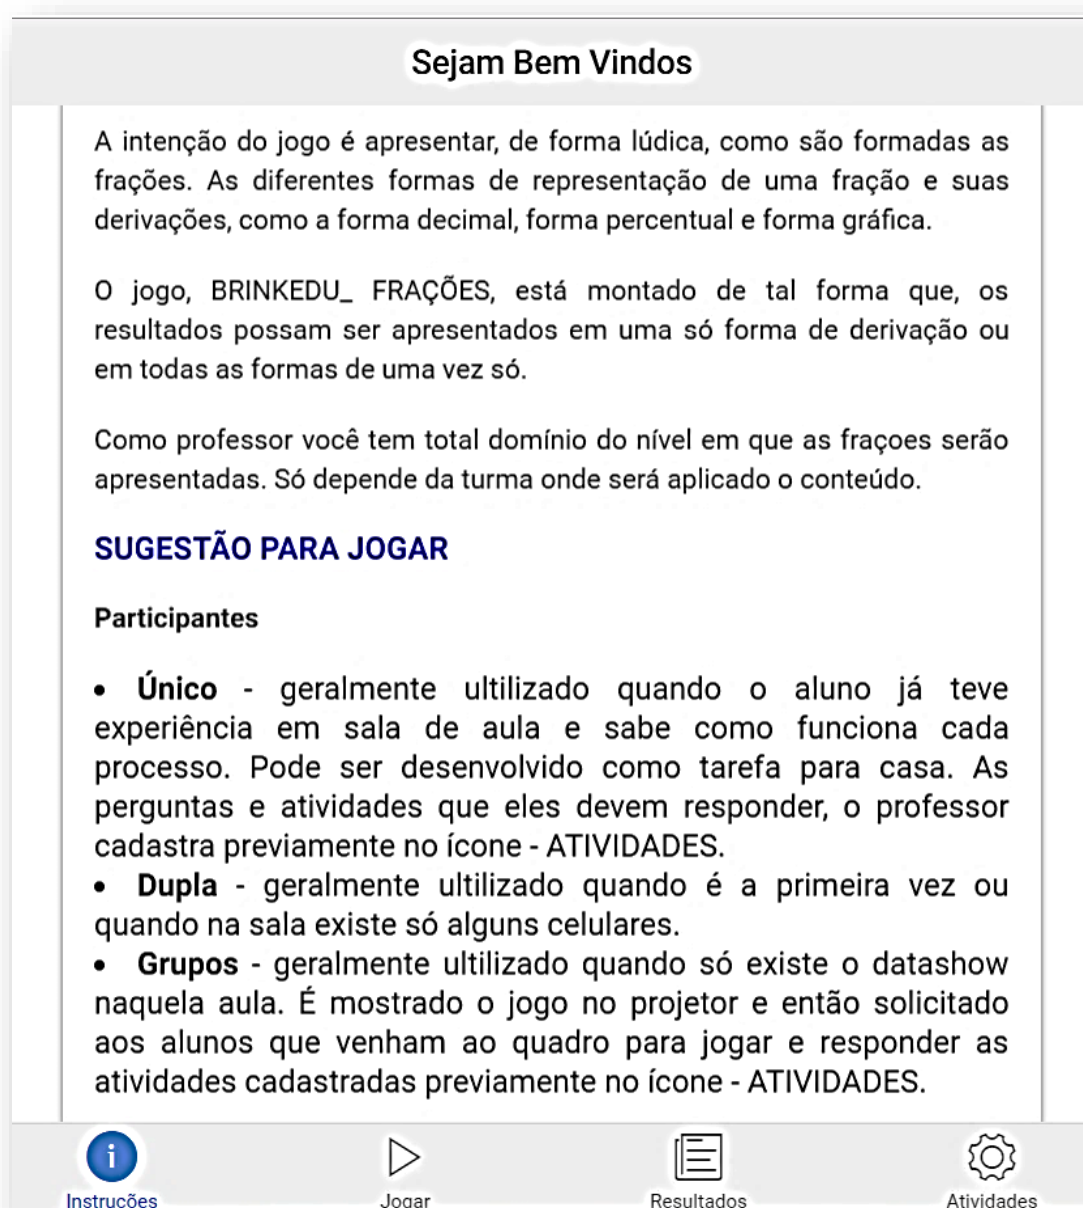 Sejam Bem Vindos
A intenção do jogo é apresentar, de forma lúdica, como são formadas as
frações. As diferentes formas de representação de uma fração e suas
derivações, como a forma decimal, forma percentual e forma gráfica.
O jogo, BRINKEDU_ FRAÇÕES, está montado de tal forma que, os
resultados possam ser apresentados em uma só forma de derivação ou
em todas as formas de uma vez só.
Como professor você tem total domínio do nível em que as fraçoes serão
apresentadas. Só depende da turma onde será aplicado o conteúdo.
SUGESTÃO PARA JOGAR
Participantes
• Único - geralmente ultilizado quando o aluno já teve
experiência em sala de aula e sabe como funciona cada
processo. Pode ser desenvolvido como tarefa para casa. As
perguntas e atividades que eles devem responder, o professor
cadastra previamente no ícone - ATIVIDADES.
• Dupla - geralmente ultilizado quando é a primeira vez ou
quando na sala existe só alguns celulares.
• Grupos - geralmente ultilizado quando só existe o datashow
naquela aula. É mostrado o jogo no projetor e então solicitado
aos alunos que venham ao quadro para jogar e responder as
atividades cadastradas previamente no ícone - ATIVIDADES.
Instruções Jogar Resultados Atividades